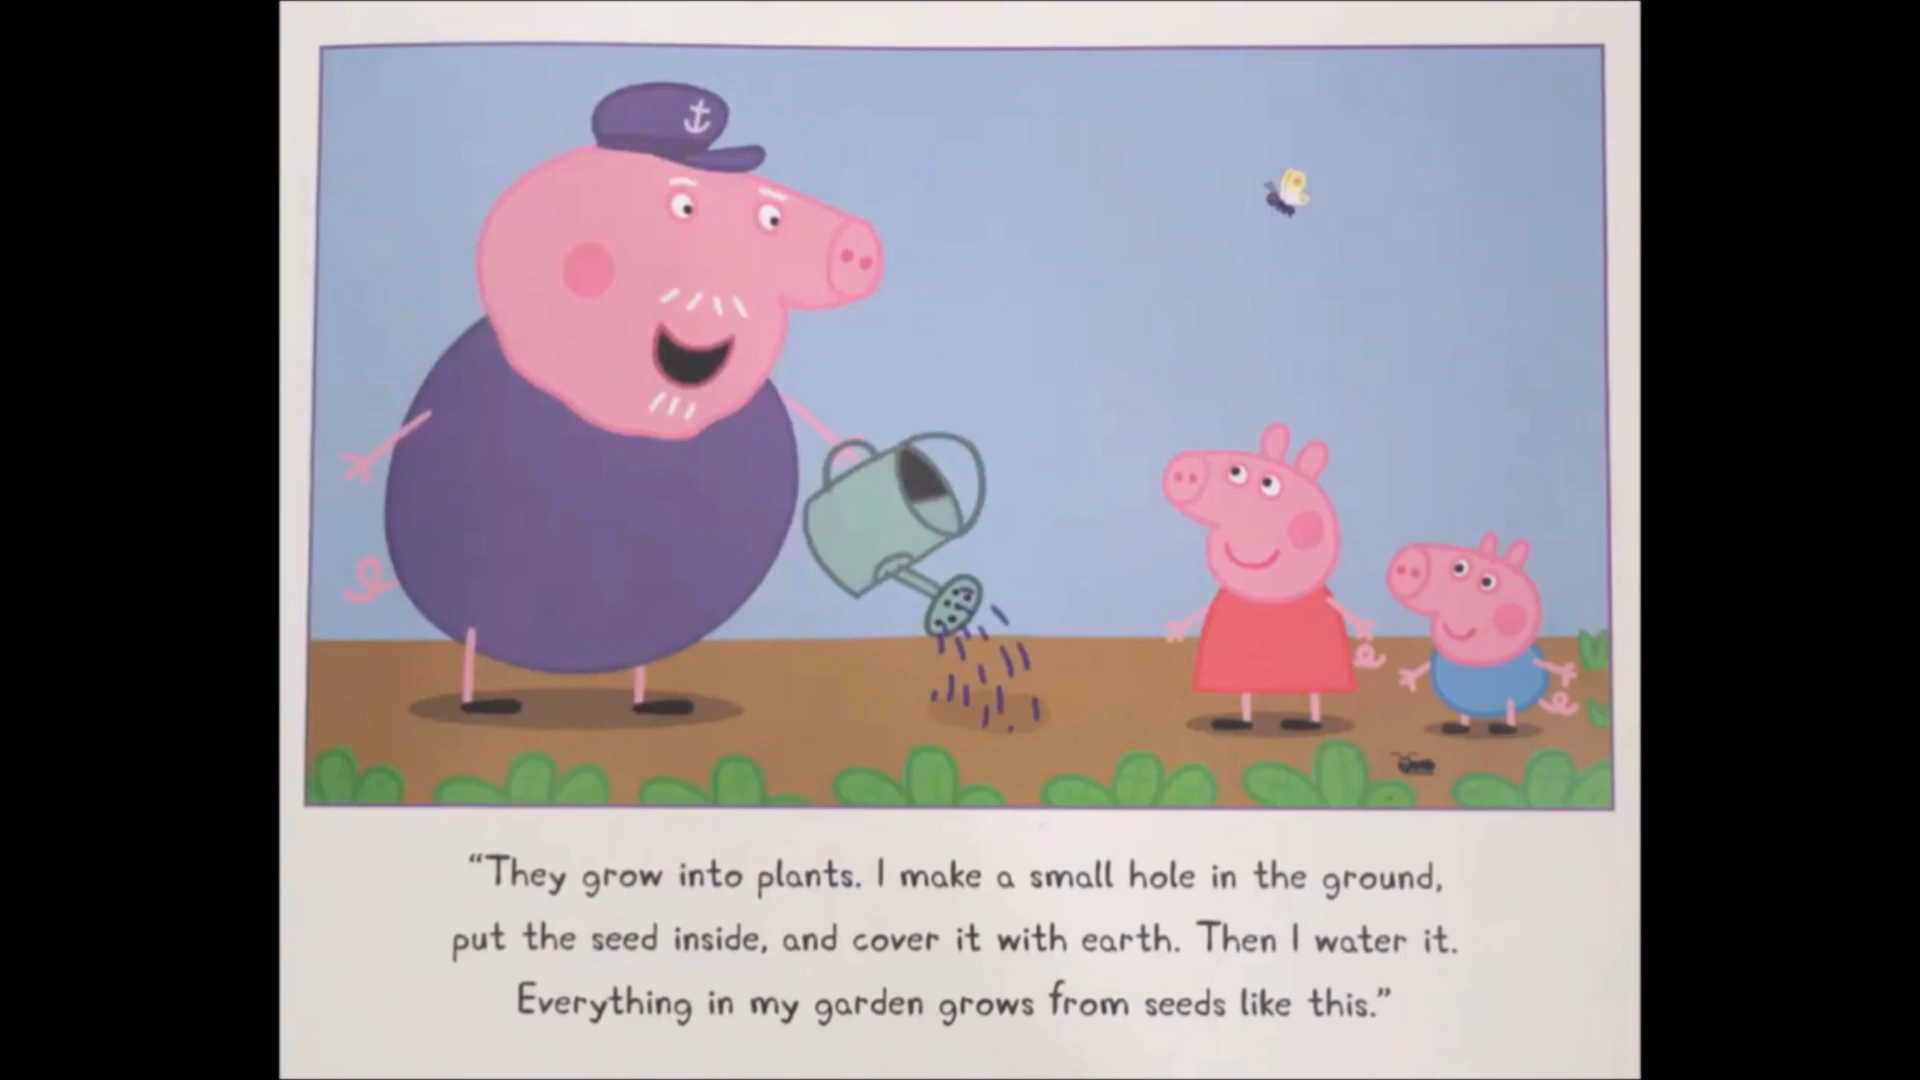 “They grow into plants. I make a small hole in the ground,
put the seed inside, and cover it with earth. Then I water it.
Everything in my garden grows from seeds like this.”